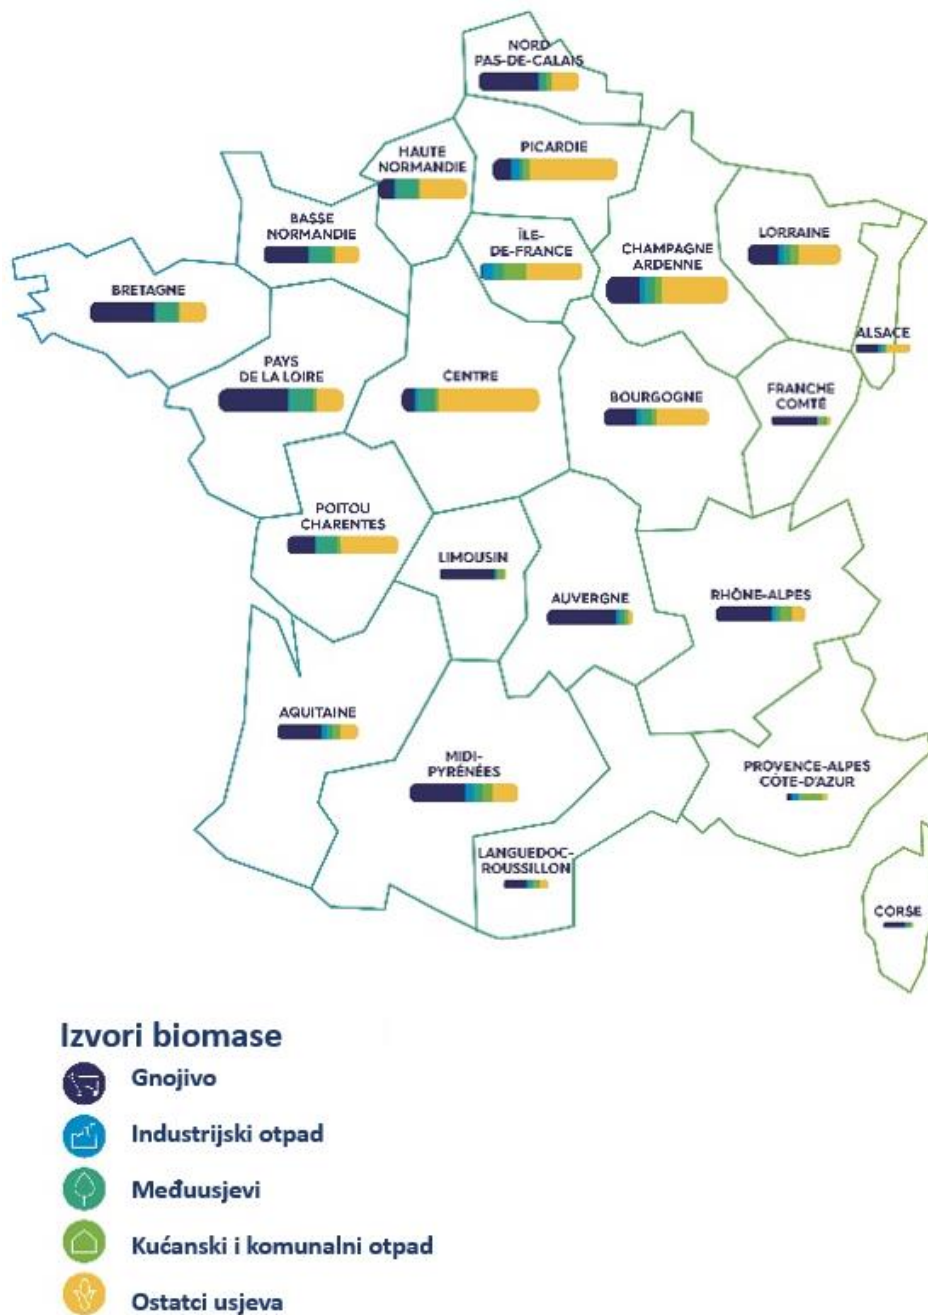 NORD
PAS-DE-CALAIS
HAUTE
NORMANDIE
PICARDIE
BASSE
NORMANDIE
ÎLE-
DE-FRANCE
CHAMPAGNE
ARDENNE
LORRAINE
BRETAGNE
ALSACE
PAYS
DE LA LOIRE
CENTRE
BOURGOGNE
FRANCHE
COMTÉ
POITOU
CHARENTES
LIMOUSIN
AUVERGNE
RHÔNE-ALPES
AQUITAINE
MIDI-
PYRÉNÉES
PROVENCE-ALPES
CÔTE-D'AZUR
LANGUEDOC-
ROUSSILLON
CORSE
Izvori biomase
Gnojivo
Industrijski otpad
Međuusjevi
Kućanski i komunalni otpad
Ostatci usjeva